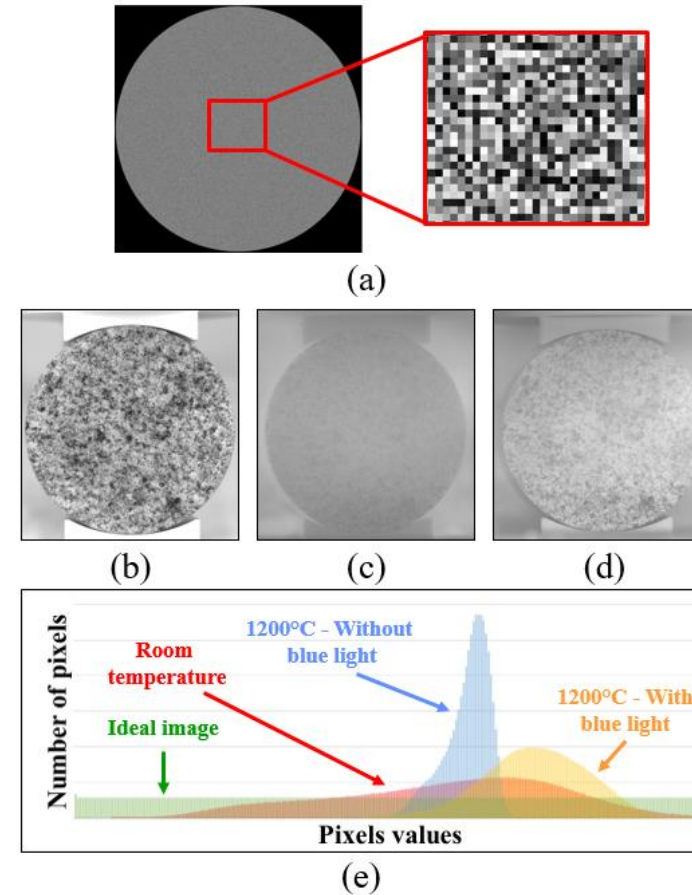 (a)
(b) (c) (d)
1200°C - Without
blue light
Room
temperature
1200°C - With
blue light
Ideal image
Number of pixels
Pixels values
(e)